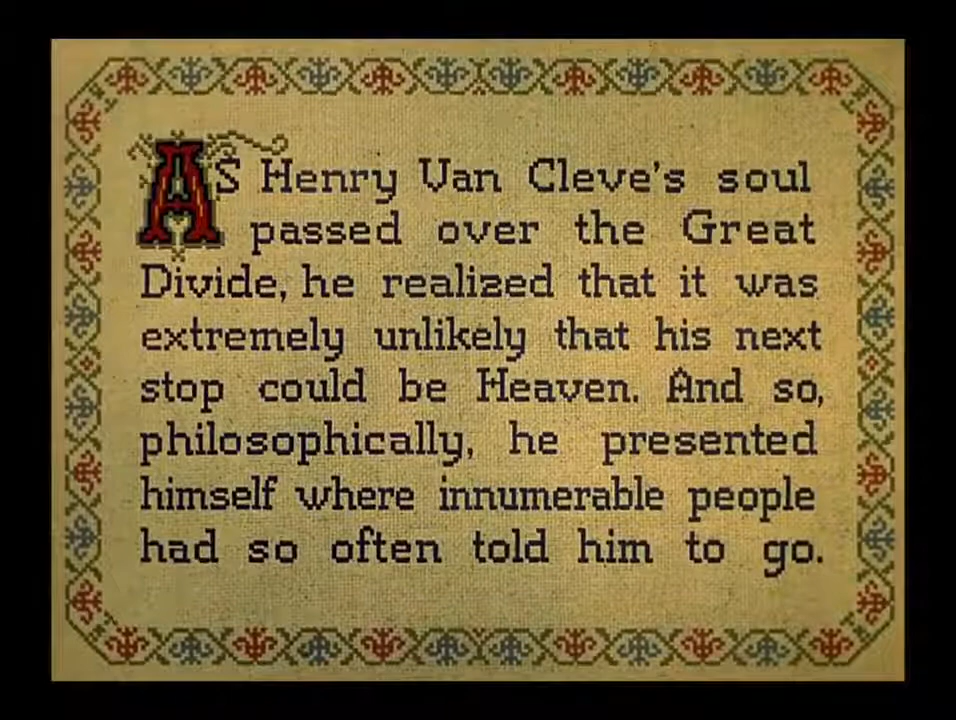 As Henry Van Cleve's soul
passed over the Great
Divide, he realized that it was
extremely unlikely that his next
stop could be Heaven. And so,
philosophically, he presented
himself where innumerable people
had so often told him to go.